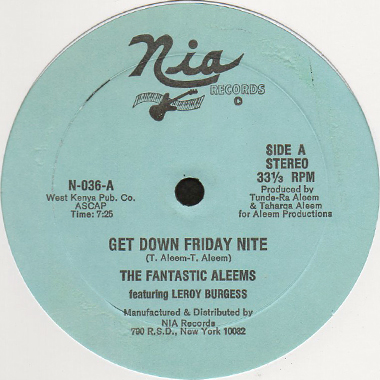 Nia
RECORDS
N-036-A
West Kenya Pub. Co.
ASCAP
Time: 7:25
SIDE A
STEREO
33⅓ RPM
Produced by
Tunde-Ra Aleem
& Taharqa Aleem
for Aleem Productions
GET DOWN FRIDAY NITE
(T. Aleem-T. Aleem)
THE FANTASTIC ALEEMS
featuring LEROY BURGESS
Manufactured & Distributed by
NIA Records
790 R.S.D., New York 10082